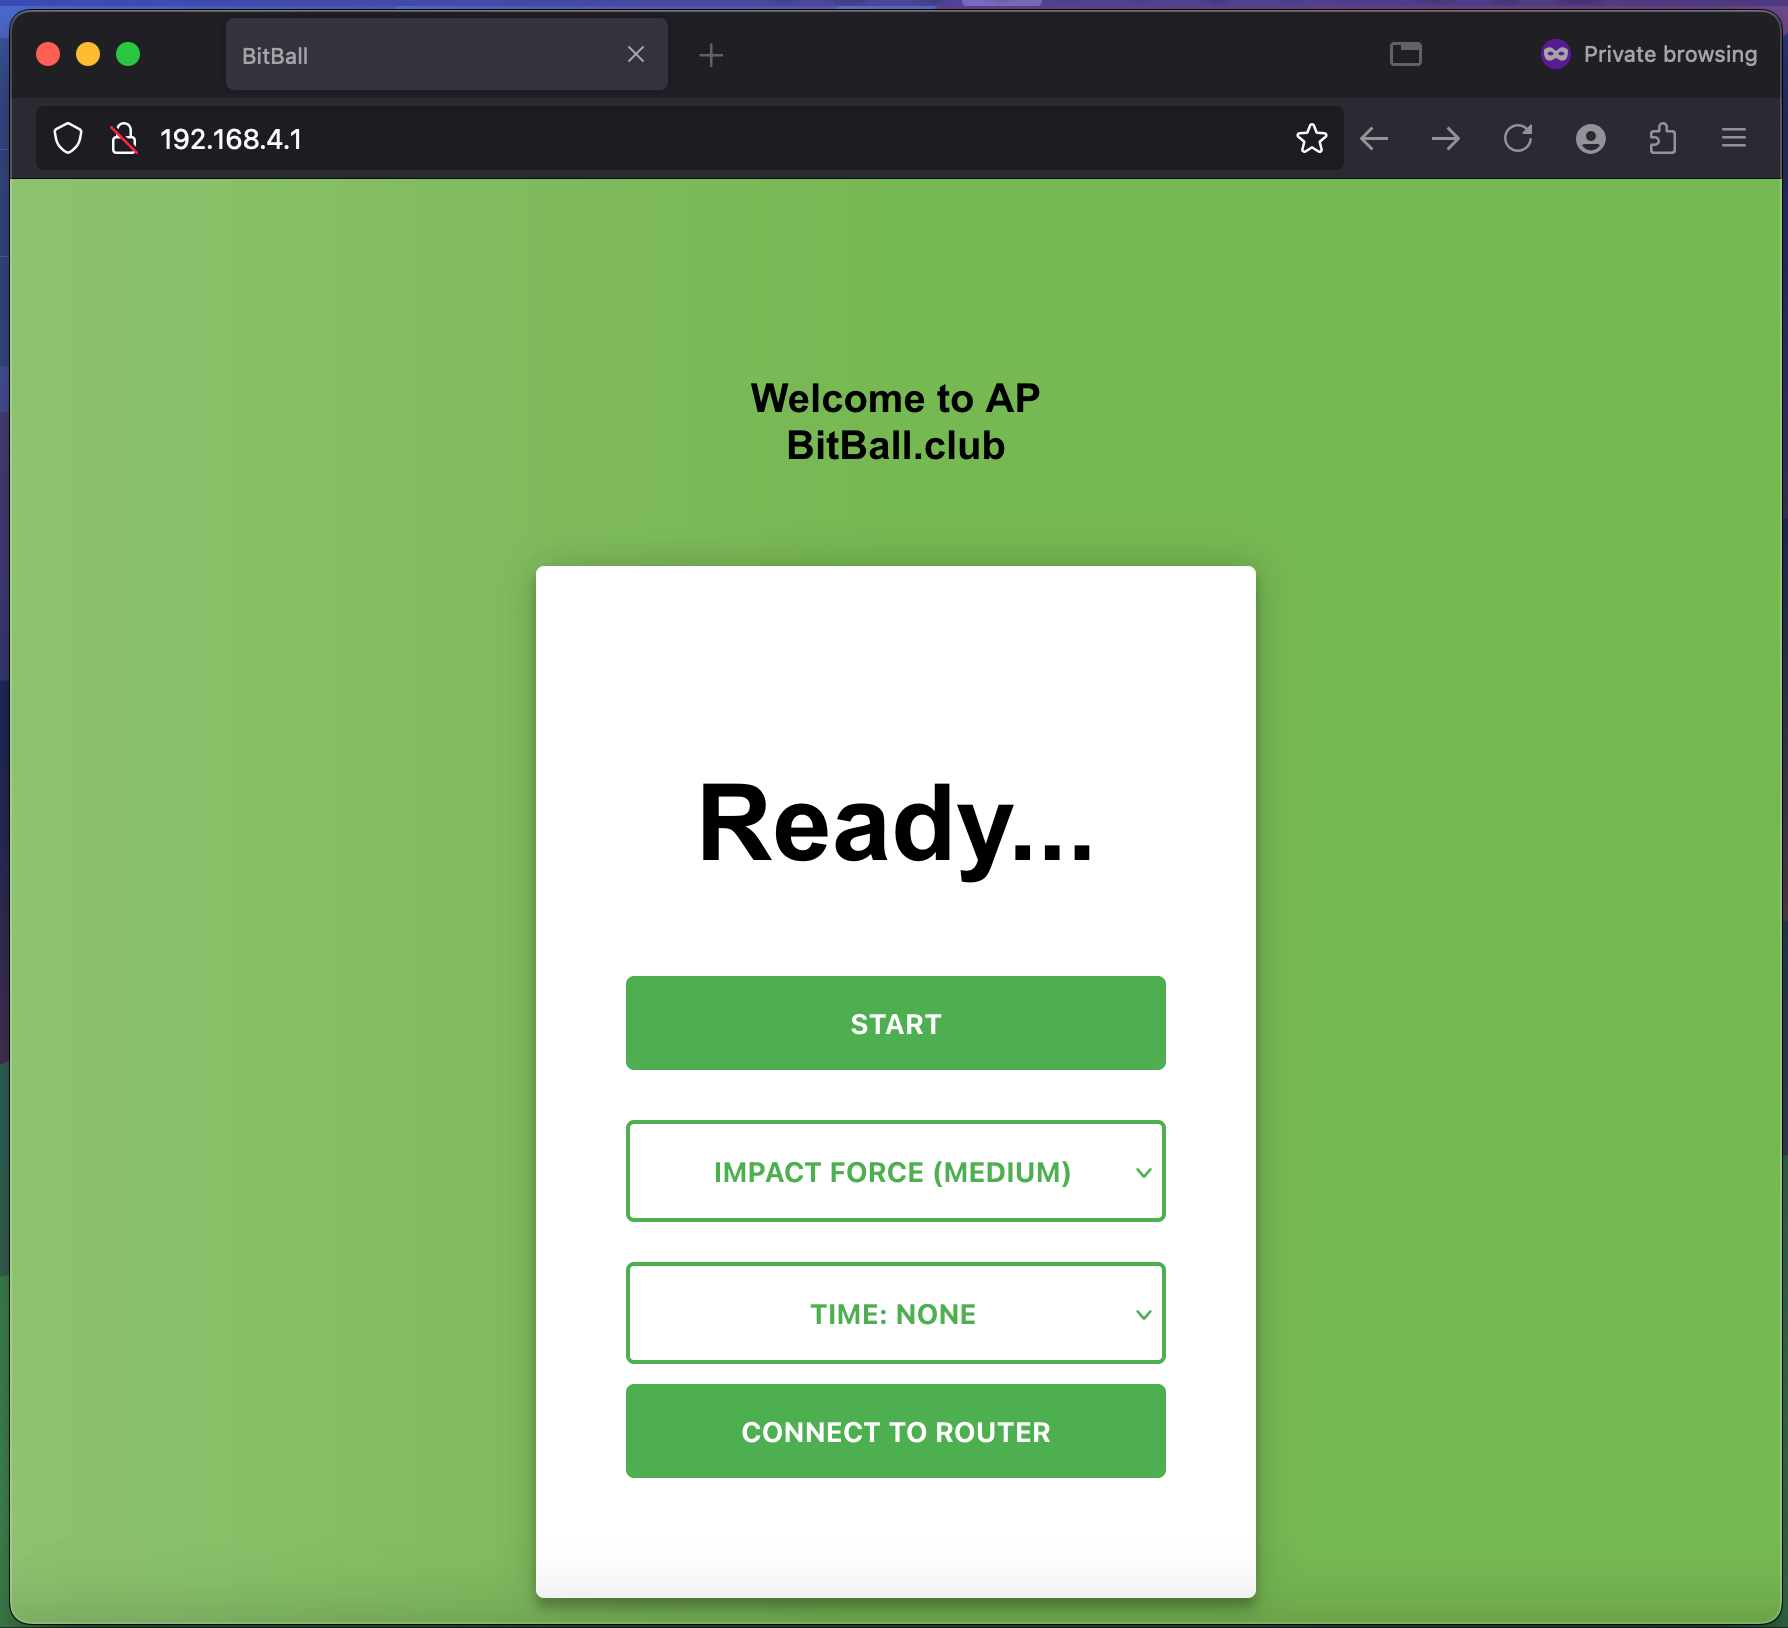 BitBall
Private browsing
192.168.4.1
Welcome to AP
BitBall.club
Ready...
START
IMPACT FORCE (MEDIUM)
TIME: NONE
CONNECT TO ROUTER